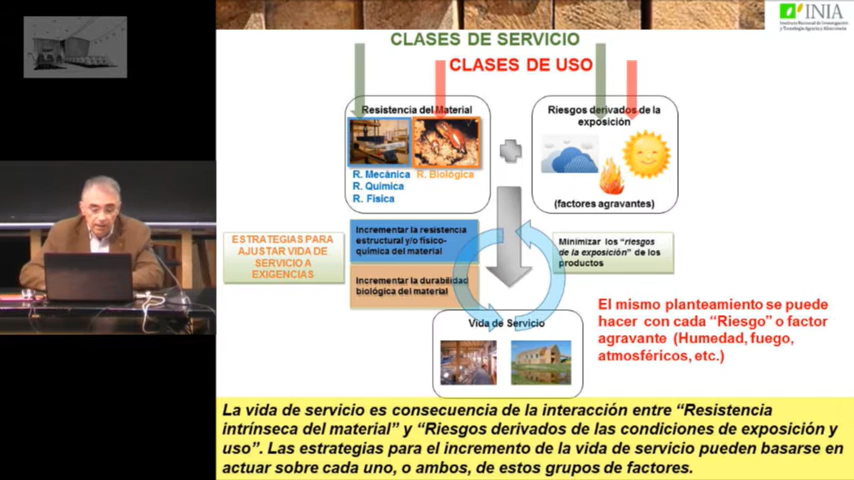 INIA
Instituto Nacional de Investigación
y Tecnología Agraria y Alimentaria
CLASES DE SERVICIO
CLASES DE USO
Resistencia del Material
R. Mecànica
R. Biológica
R. Quimica
R. Física
Riesgos derivados de la
exposición
(factores agravantes)
ESTRATEGIAS PARA
AJUSTAR VIDA DE
SERVICIO A
EXIGENCIAS
Incrementar la resistencia
estructural y/o físico-
química del material
Incrementar la durabilidad
biológica del material
Minimizar los "riesgos
de la exposición" de los
productos
Vida de Servicio
El mismo planteamiento se puede
hacer con cada "Riesgo" o factor
agravante (Humedad, fuego,
atmosféricos, etc.)
La vida de servicio es consecuencia de la interacción entre "Resistencia
intrínseca del material" y "Riesgos derivados de las condiciones de exposición y
uso". Las estrategias para el incremento de la vida de servicio pueden basarse en
actuar sobre cada uno, o ambos, de estos grupos de factores.